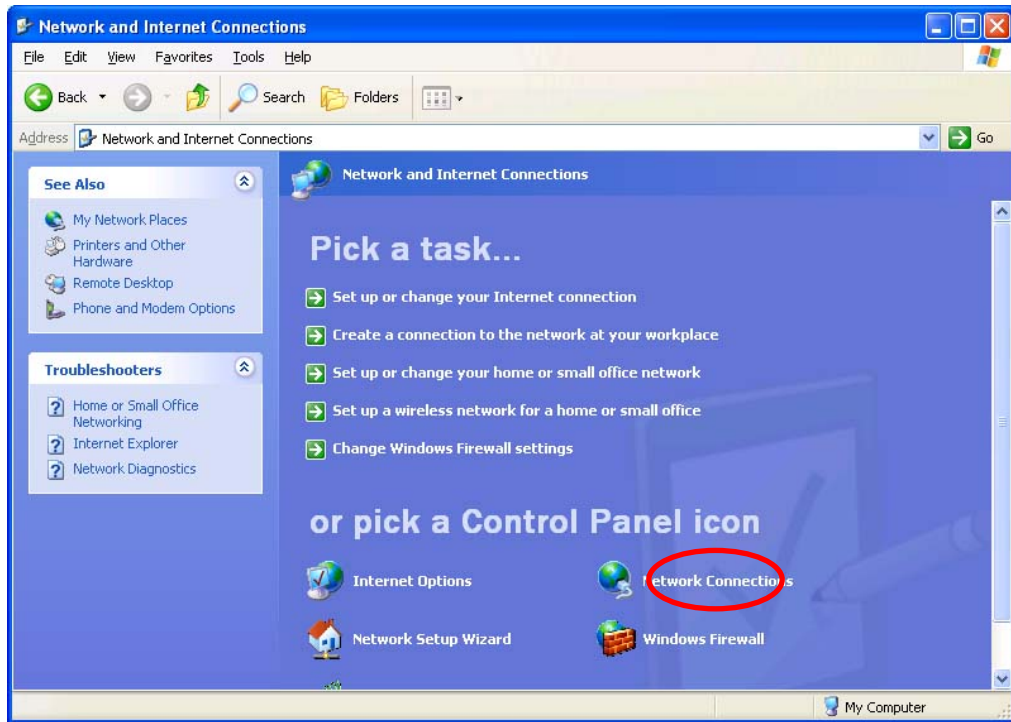 Network and Internet Connections
File Edit View Favorites Tools Help
Back Search Folders
Address Network and Internet Connections Go
See Also
My Network Places
Printers and Other
Hardware
Remote Desktop
Phone and Modem Options
Troubleshooters
Home or Small Office
Networking
Internet Explorer
Network Diagnostics
Network and Internet Connections
Pick a task...
Set up or change your Internet connection
Create a connection to the network at your workplace
Set up or change your home or small office network
Set up a wireless network for a home or small office
Change Windows Firewall settings
or pick a Control Panel icon
Internet Options
Network Connections
Network Setup Wizard
Windows Firewall
My Computer